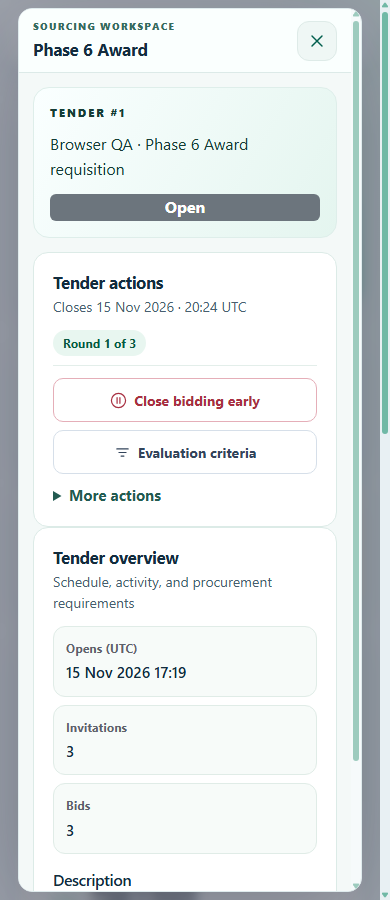 SOURCING WORKSPACE
Phase 6 Award
TENDER #1
Browser QA · Phase 6 Award
requisition
Open
Tender actions
Closes 15 Nov 2026 · 20:24 UTC
Round 1 of 3
Close bidding early
Evaluation criteria
More actions
Tender overview
Schedule, activity, and procurement
requirements
Opens (UTC)
15 Nov 2026 17:19
Invitations
3
Bids
3
Description